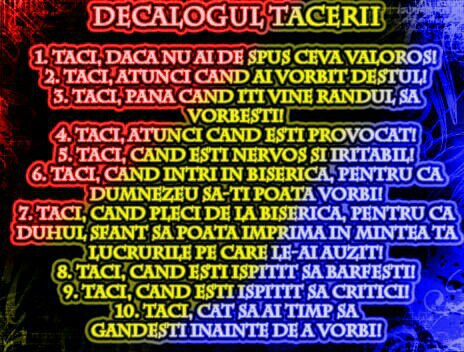 DECALOGUL TACERII
1. TACI, DACA NU AI DE SPUS CEVA VALOROS!
2. TACI, ATUNCI CAND AI VORBIT DESTUL!
3. TACI, PANA CAND ITI VINE RANDUL, SA
VORBESTI!
4. TACI, ATUNCI CAND ESTI PROVOCAT!
5. TACI, CAND ESTI NERVOS SI IRITABIL!
6. TACI, CAND INTRI IN BISERICA, PENTRU CA
DUMNEZEU SA-TI POATA VORBI!
7. TACI, CAND PLECI DE LA BISERICA, PENTRU CA
DUHUL SFANT SA POATA IMPRIMA IN MINTEA TA
LUCRURILE PE CARE LE-AI AUZIT!
8. TACI, CAND ESTI ISPITIT SA BARFESTI!
9. TACI, CAND ESTI ISPITIT SA CRITICI!
10. TACI, CAT SA AI TIMP SA
GANDESTI INAINTE DE A VORBI!